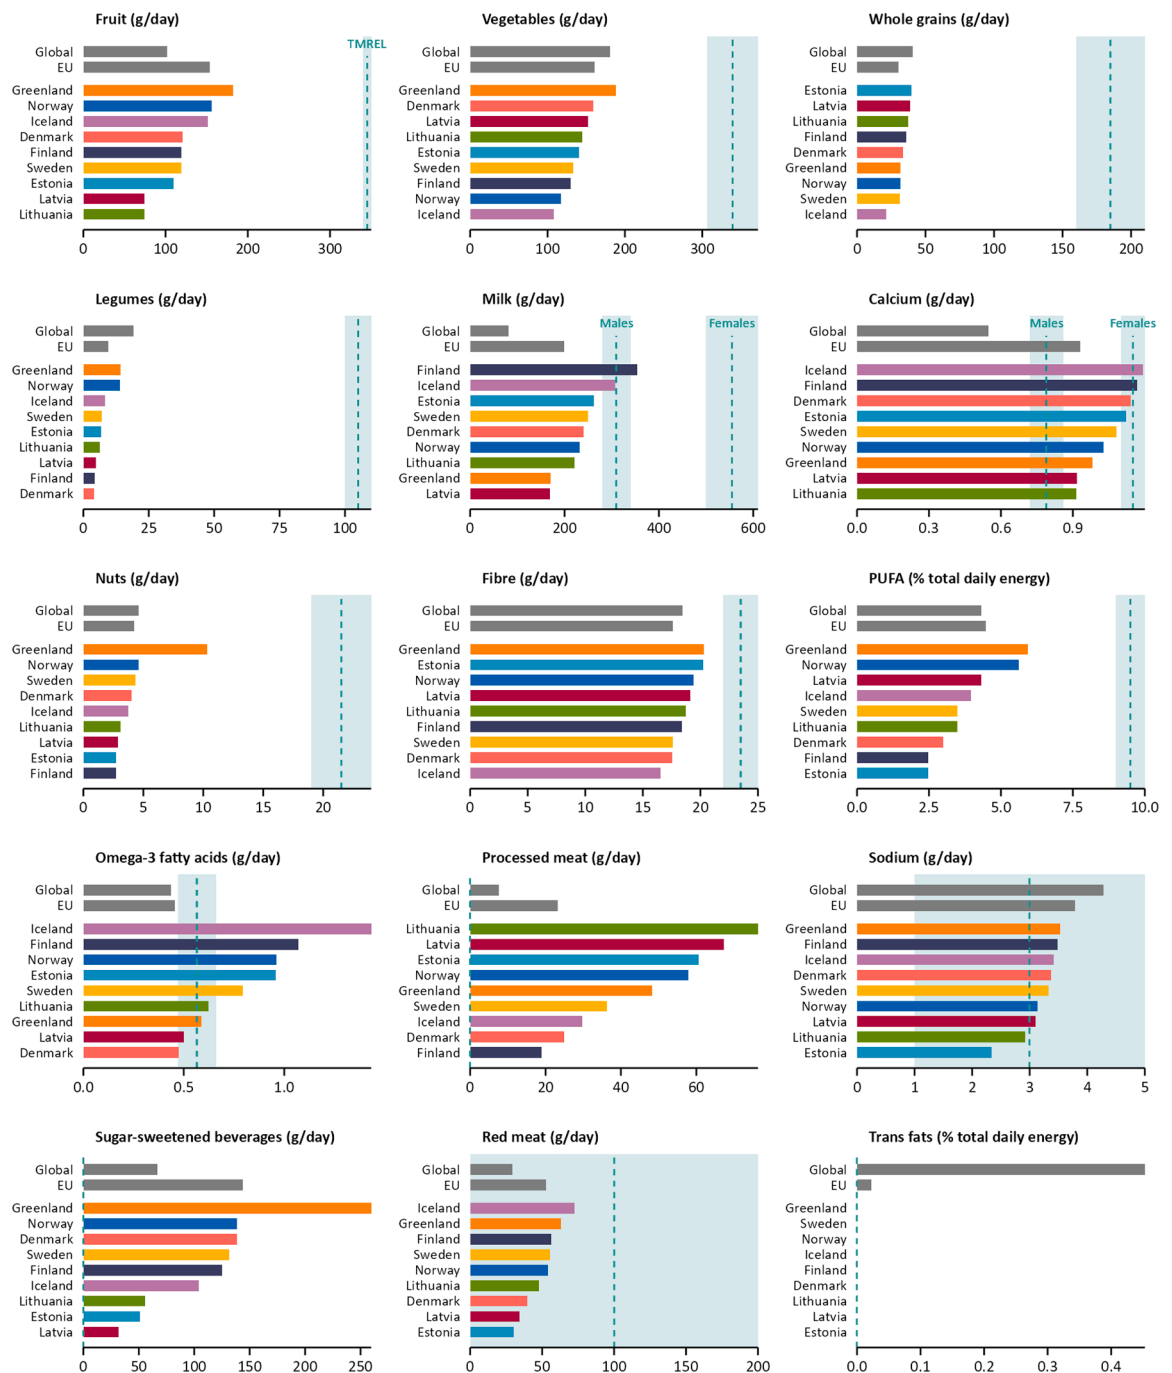 Fruit (g/day)
TMREL
Global
EU
Greenland
Norway
Iceland
Denmark
Finland
Sweden
Estonia
Latvia
Lithuania
0 100 200 300
Vegetables (g/day)
Global
EU
Greenland
Denmark
Latvia
Lithuania
Estonia
Sweden
Finland
Norway
Iceland
0 100 200 300
Whole grains (g/day)
Global
EU
Estonia
Latvia
Lithuania
Finland
Denmark
Greenland
Norway
Sweden
Iceland
0 50 100 150 200
Legumes (g/day)
Global
EU
Greenland
Norway
Iceland
Sweden
Estonia
Lithuania
Latvia
Finland
Denmark
0 25 50 75 100
Milk (g/day)
Males Females
Global
EU
Finland
Iceland
Estonia
Sweden
Denmark
Norway
Lithuania
Greenland
Latvia
0 200 400 600
Calcium (g/day)
Males Females
Global
EU
Iceland
Finland
Denmark
Estonia
Sweden
Norway
Greenland
Latvia
Lithuania
0.0 0.3 0.6 0.9
Nuts (g/day)
Global
EU
Greenland
Norway
Sweden
Denmark
Iceland
Lithuania
Latvia
Estonia
Finland
0 5 10 15 20
Fibre (g/day)
Global
EU
Greenland
Estonia
Norway
Latvia
Lithuania
Finland
Sweden
Denmark
Iceland
0 5 10 15 20 25
PUFA (% total daily energy)
Global
EU
Greenland
Norway
Latvia
Iceland
Sweden
Lithuania
Denmark
Finland
Estonia
0.0 2.5 5.0 7.5 10.0
Omega-3 fatty acids (g/day)
Global
EU
Iceland
Finland
Norway
Estonia
Sweden
Lithuania
Greenland
Latvia
Denmark
0.0 0.5 1.0
Processed meat (g/day)
Global
EU
Lithuania
Latvia
Estonia
Norway
Greenland
Sweden
Iceland
Denmark
Finland
0 20 40 60
Sodium (g/day)
Global
EU
Greenland
Finland
Iceland
Denmark
Sweden
Norway
Latvia
Lithuania
Estonia
0 1 2 3 4 5
Sugar-sweetened beverages (g/day)
Global
EU
Greenland
Norway
Denmark
Sweden
Finland
Iceland
Lithuania
Estonia
Latvia
0 50 100 150 200 250
Red meat (g/day)
Global
EU
Iceland
Greenland
Finland
Sweden
Norway
Lithuania
Denmark
Latvia
Estonia
0 50 100 150 200
Trans fats (% total daily energy)
Global
EU
Greenland
Sweden
Norway
Iceland
Finland
Denmark
Lithuania
Latvia
Estonia
0.0 0.1 0.2 0.3 0.4